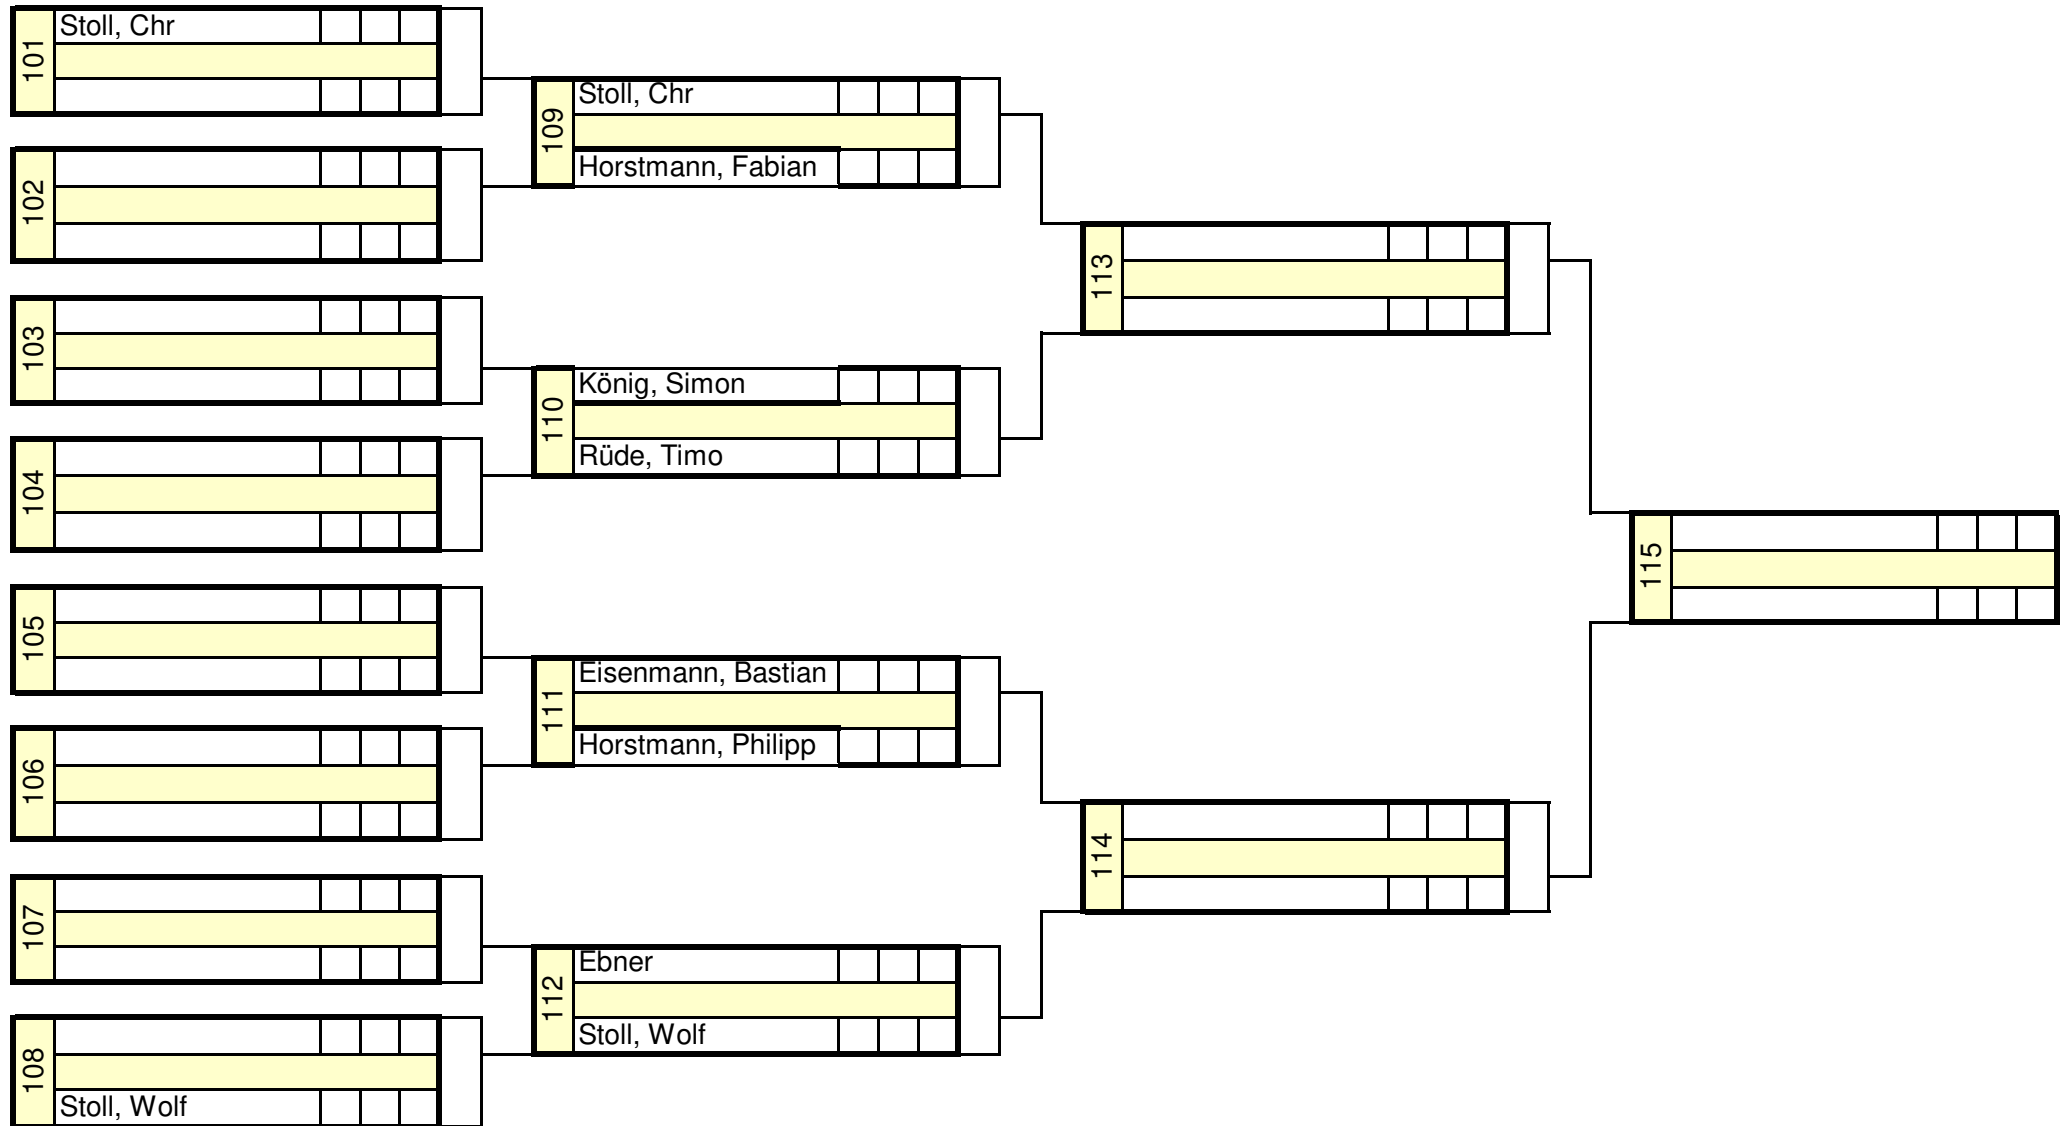 101
Stoll, Chr
102
103
104
105
106
107
108
Stoll, Wolf
109
Stoll, Chr
Horstmann, Fabian
110
König, Simon
Rüde, Timo
111
Eisenmann, Bastian
Horstmann, Philipp
112
Ebner
Stoll, Wolf
113
114
115